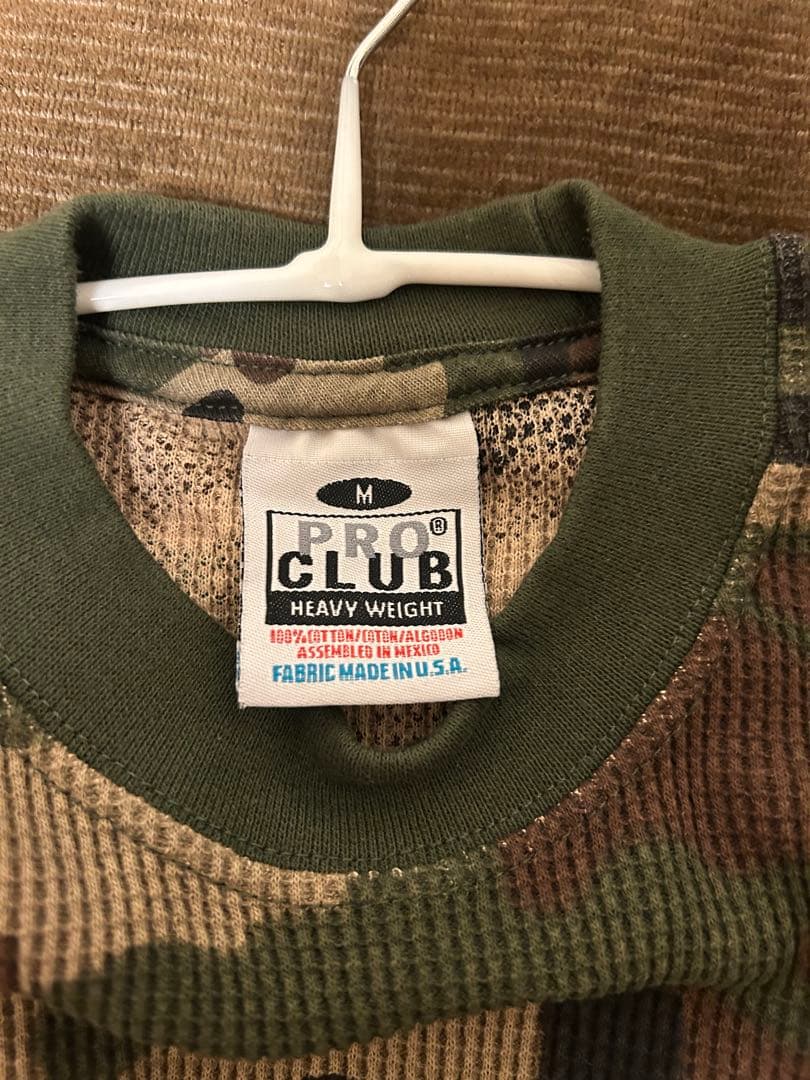 M
PRO®
CLUB
HEAVY WEIGHT
100%COTTON/COTON/ALGODON
ASSEMBLED IN MEXICO
FABRIC MADE IN U.S.A.